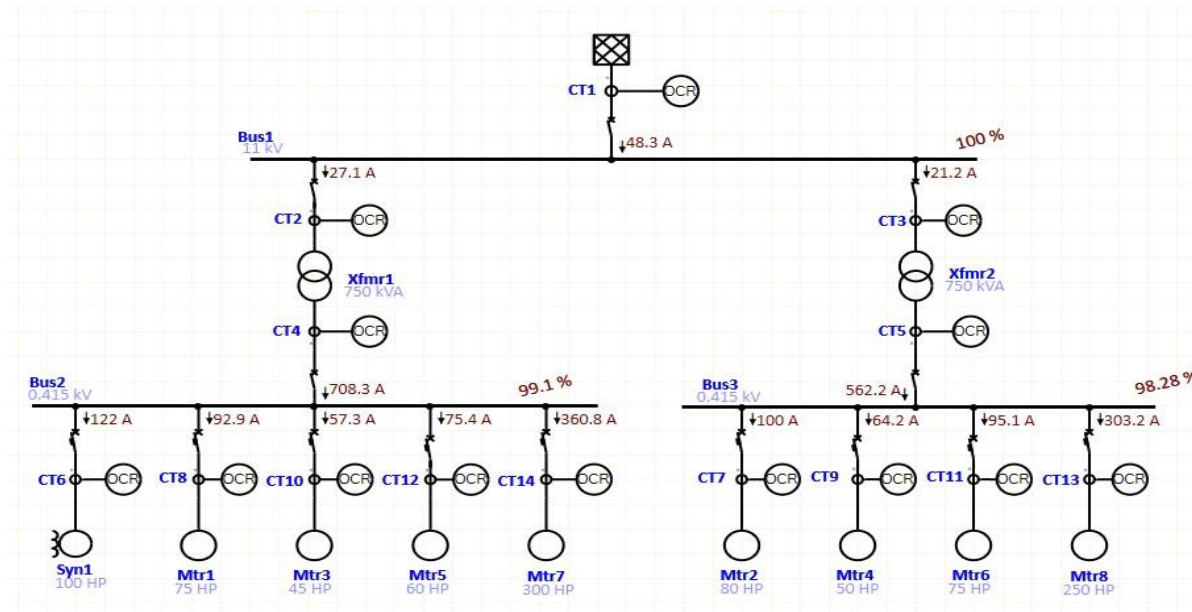 CT1
OCR
Bus1
11 kV
48.3 A
100 %
27.1 A
21.2 A
CT2
OCR
CT3
OCR
Xfmr1
750 kVA
Xfmr2
750 kVA
CT4
OCR
CT5
OCR
Bus2
0.415 kV
708.3 A
99.1 %
Bus3
0.415 kV
562.2 A
98.28 %
122 A
92.9 A
57.3 A
75.4 A
360.8 A
100 A
64.2 A
95.1 A
303.2 A
CT6
OCR
CT8
OCR
CT10
OCR
CT12
OCR
CT14
OCR
CT7
OCR
CT9
OCR
CT11
OCR
CT13
OCR
Syn1
100 HP
Mtr1
75 HP
Mtr3
45 HP
Mtr5
60 HP
Mtr7
300 HP
Mtr2
80 HP
Mtr4
50 HP
Mtr6
75 HP
Mtr8
250 HP